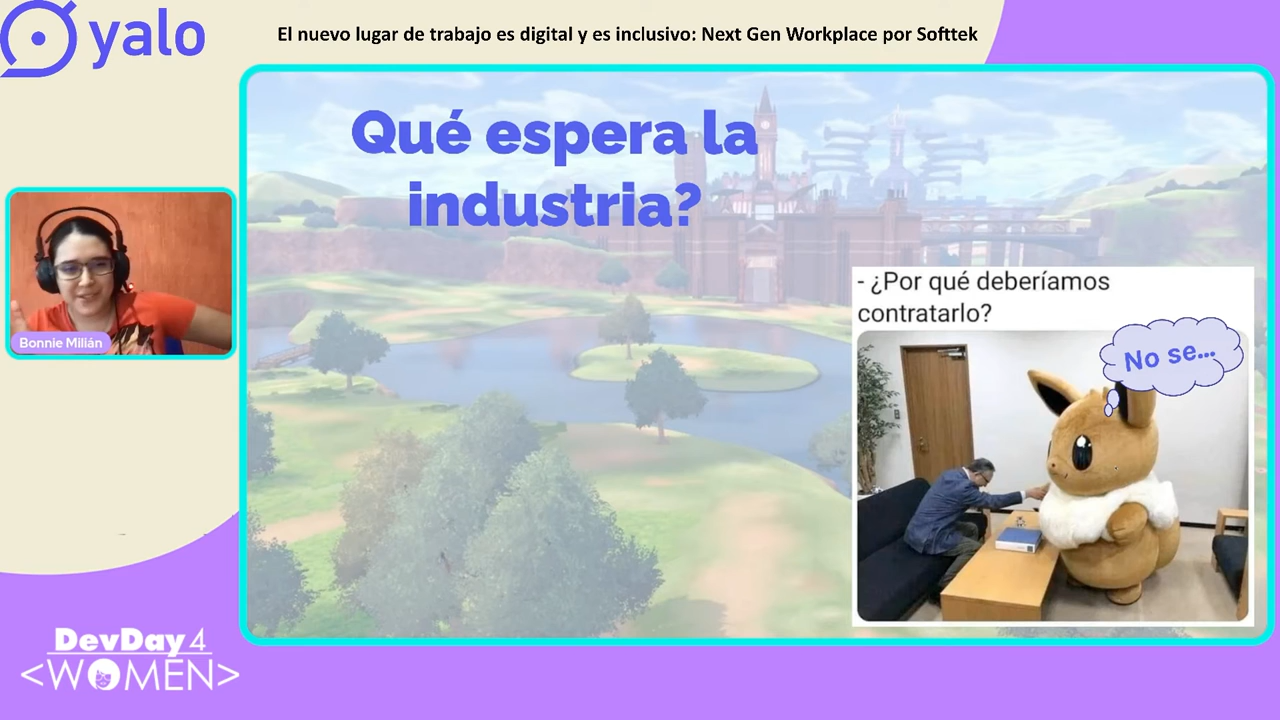 yalo
El nuevo lugar de trabajo es digital y es inclusivo: Next Gen Workplace por Softtek
Qué espera la
industria?
- ¿Por qué deberíamos
contratarlo?
No se...
Bonnie Milián
DevDay4
<WOMEN>